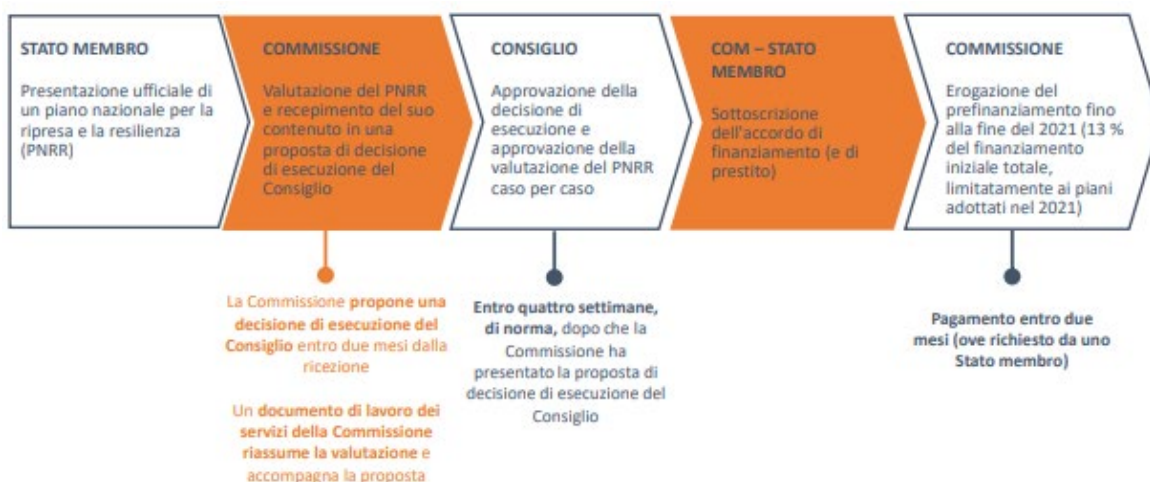 STATO MEMBRO
Presentazione ufficiale di
un piano nazionale per la
ripresa e la resilienza
(PNRR)
COMMISSIONE
Valutazione del PNRR
e recepimento del suo
contenuto in una
proposta di decisione
di esecuzione del
Consiglio
CONSIGLIO
Approvazione della
decisione di
esecuzione e
approvazione della
valutazione del PNRR
caso per caso
COM – STATO
MEMBRO
Sottoscrizione
dell'accordo di
finanziamento (e di
prestito)
COMMISSIONE
Erogazione del
prefinanziamento fino
alla fine del 2021 (13 %
del finanziamento
iniziale totale,
limitatamente ai piani
adottati nel 2021)
La Commissione propone una
decisione di esecuzione del
Consiglio entro due mesi dalla
ricezione
Un documento di lavoro dei
servizi della Commissione
riassume la valutazione e
accompagna la proposta
Entro quattro settimane,
di norma, dopo che la
Commissione ha
presentato la proposta di
decisione di esecuzione del
Consiglio
Pagamento entro due
mesi (ove richiesto da uno
Stato membro)